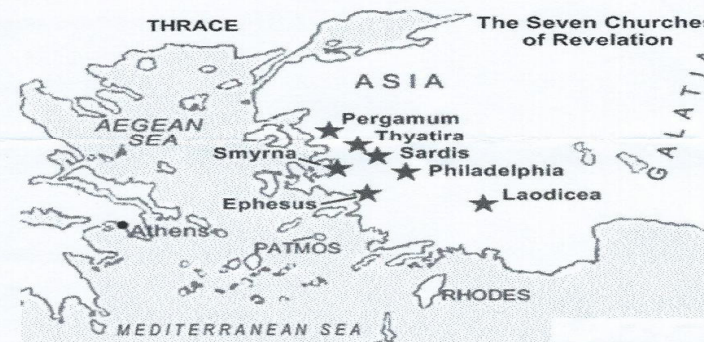 THRACE
The Seven Churches
of Revelation
ASIA
GALATIA
AEGEAN
SEA
Pergamum
Thyatira
Smyrna
Sardis
Philadelphia
Ephesus
Laodicea
Athens
PATMOS
RHODES
MEDITERRANEAN SEA